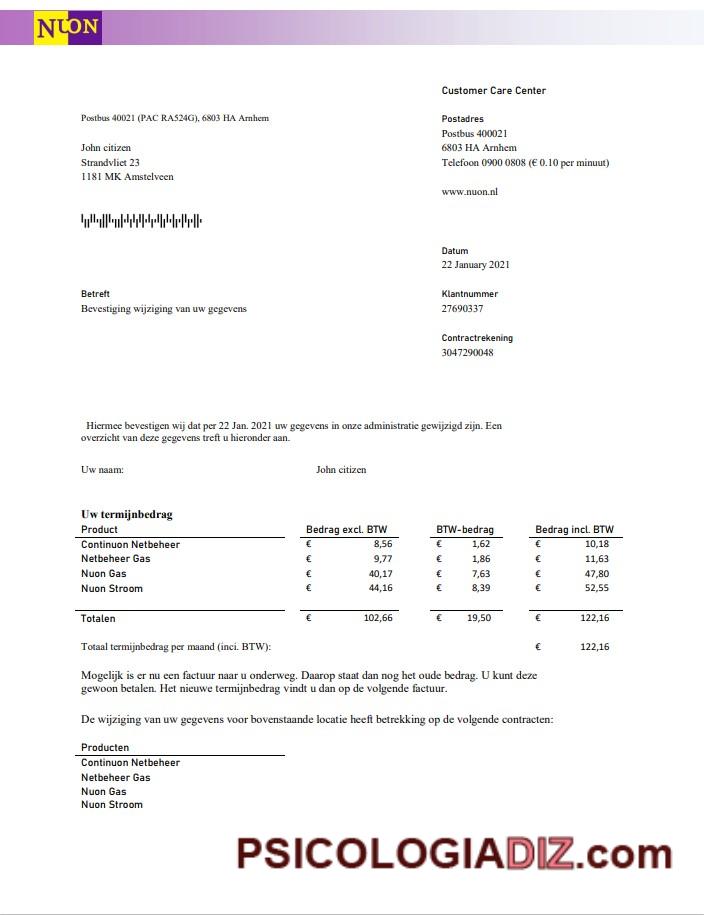 NUON
Customer Care Center
Postbus 40021 (PAC RA524G), 6803 HA Arnhem
Postadres
Postbus 400021
John citizen
6803 HA Arnhem
Strandvliet 23
Telefoon 0900 0808 (€ 0.10 per minuut)
1181 MK Amstelveen
www.nuon.nl
Datum
22 January 2021
Betreft
Klantnummer
Bevestiging wijziging van uw gegevens
27690337
Contractrekening
3047290048
Hiermee bevestigen wij dat per 22 Jan. 2021 uw gegevens in onze administratie gewijzigd zijn. Een
overzicht van deze gegevens treft u hieronder aan.
Uw naam: John citizen
Uw termijnbedrag
Product Bedrag excl. BTW BTW-bedrag Bedrag incl. BTW
Continuon Netbeheer € 8,56 € 1,62 € 10,18
Netbeheer Gas € 9,77 € 1,86 € 11,63
Nuon Gas € 40,17 € 7,63 € 47,80
Nuon Stroom € 44,16 € 8,39 € 52,55
Totalen € 102,66 € 19,50 € 122,16
Totaal termijnbedrag per maand (inci. BTW): € 122,16
Mogelijk is er nu een factuur naar u onderweg. Daarop staat dan nog het oude bedrag. U kunt deze
gewoon betalen. Het nieuwe termijnbedrag vindt u dan op de volgende factuur.
De wijziging van uw gegevens voor bovenstaande locatie heeft betrekking op de volgende contracten:
Producten
Continuon Netbeheer
Netbeheer Gas
Nuon Gas
Nuon Stroom
PSICOLOGIADIZ.com